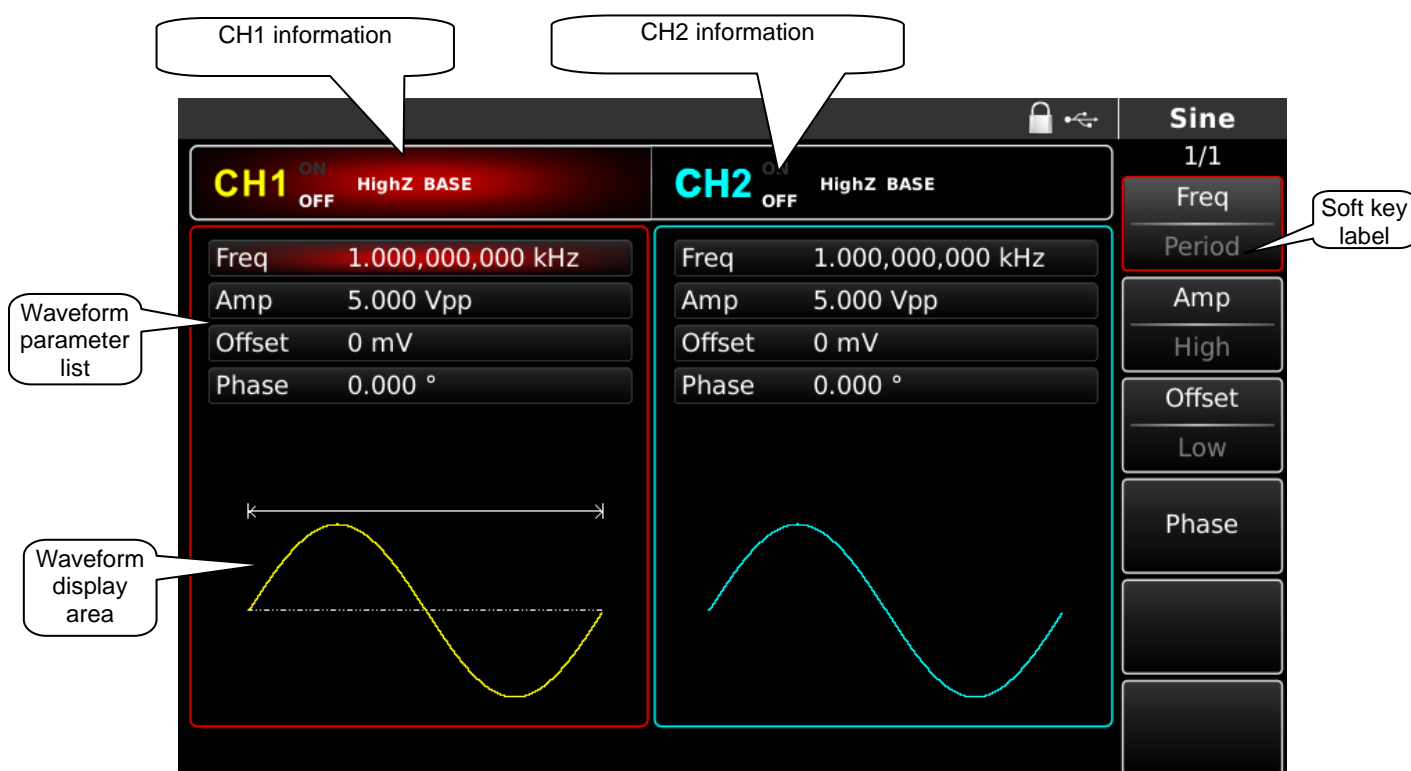 CH1 information
CH2 information
Sine
1/1
CH1 ON OFF HighZ BASE
CH2 ON OFF HighZ BASE
Freq 1.000,000,000 kHz
Amp 5.000 Vpp
Offset 0 mV
Phase 0.000 °
Freq 1.000,000,000 kHz
Amp 5.000 Vpp
Offset 0 mV
Phase 0.000 °
Freq
Period
Amp
High
Offset
Low
Phase
Soft key
label
Waveform
parameter
list
Waveform
display
area